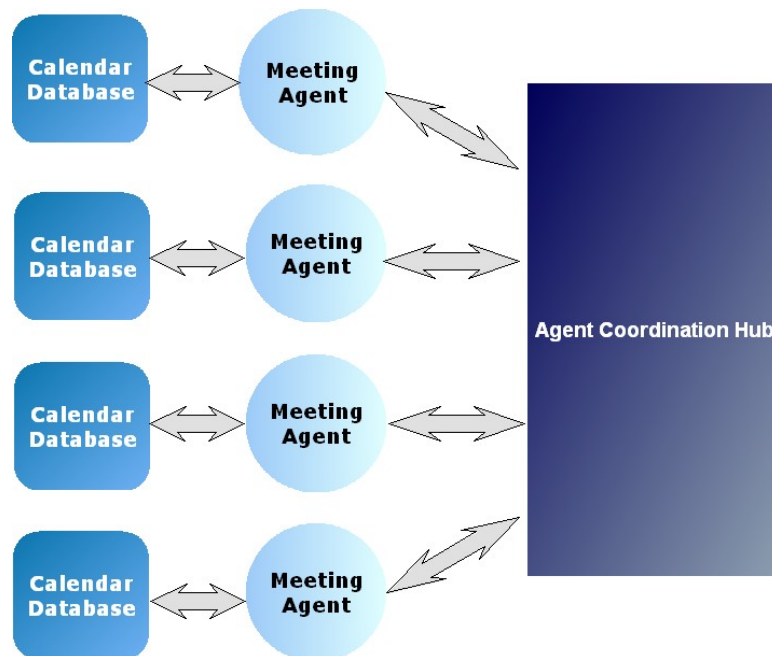 Calendar
Database
Meeting
Agent
Calendar
Database
Meeting
Agent
Agent Coordination Hub
Calendar
Database
Meeting
Agent
Calendar
Database
Meeting
Agent